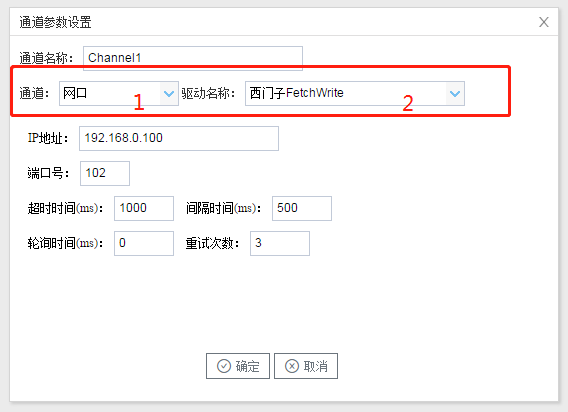 通道参数设置
通道名称： Channel1
通道： 网口 1 驱动名称： 西门子FetchWrite 2
IP地址： 192.168.0.100
端口号： 102
超时时间(ms)： 1000 间隔时间(ms)： 500
轮询时间(ms)： 0 重试次数： 3
确定 取消